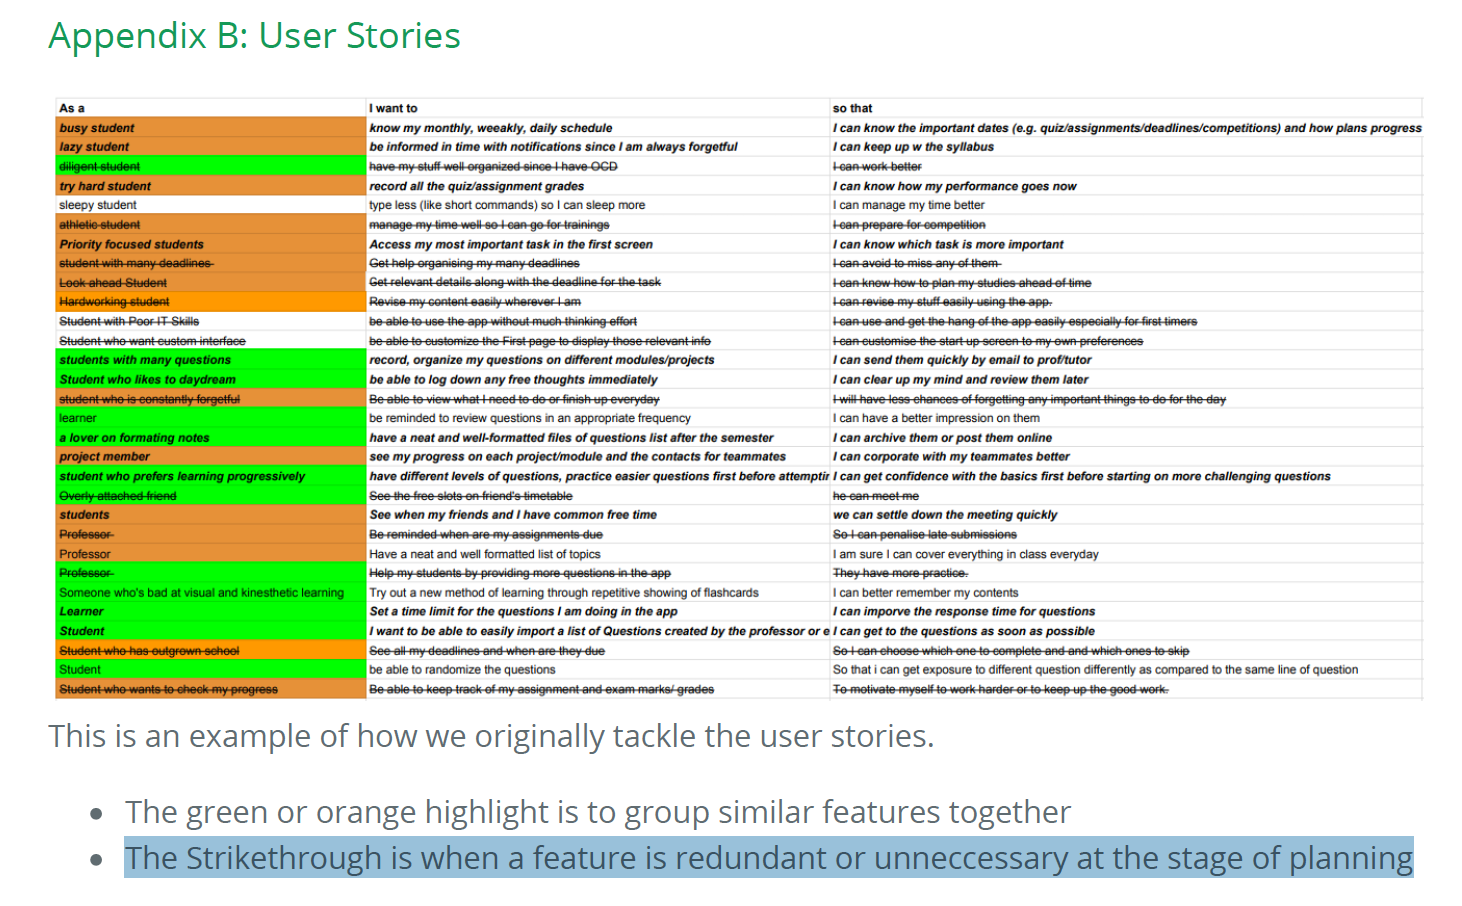 Appendix B: User Stories
As a I want to so that
busy student know my monthly, weeakly, daily schedule I can know the important dates (e.g. quiz/assignments/deadlines/competitions) and how plans progress
lazy student be informed in time with notifications since I am always forgetful I can keep up w the syllabus
diligent student have my stuff well organized since I have OCD I can work better
try hard student record all the quiz/assignment grades I can know how my performance goes now
sleepy student type less (like short commands) so I can sleep more I can manage my time better
athletic student manage my time well so I can go for trainings I can prepare for competition
Priority focused students Access my most important task in the first screen I can know which task is more important
student with many deadlines Get help organising my many deadlines I can avoid to miss any of them
Look ahead Student Get relevant details along with the deadline for the task I can know how to plan my studies ahead of time
Hardworking student Revise my content easily wherever I am I can revise my stuff easily using the app.
Student with Poor IT Skills be able to use the app without much thinking effort I can use and get the hang of the app easily especially for first timers
Student who want custom interface be able to customize the First page to display those relevant info I can customise the start up screen to my own preferences
students with many questions record, organize my questions on different modules/projects I can send them quickly by email to prof/tutor
Student who likes to daydream be able to log down any free thoughts immediately I can clear up my mind and review them later
student who is constantly forgetful Be able to view what I need to do or finish up everyday I will have less chances of forgetting any important things to do for the day
learner be reminded to review questions in an appropriate frequency I can have a better impression on them
a lover on formating notes have a neat and well-formatted files of questions list after the semester I can archive them or post them online
project member see my progress on each project/module and the contacts for teammates I can corporate with my teammates better
student who prefers learning progressively have different levels of questions, practice easier questions first before attemptir I can get confidence with the basics first before starting on more challenging questions
Overly attached friend See the free slots on friend's timetable he can meet me
students See when my friends and I have common free time we can settle down the meeting quickly
Professor Be reminded when are my assignments due So I can penalise late submissions
Professor Have a neat and well formatted list of topics I am sure I can cover everything in class everyday
Professor Help my students by providing more questions in the app They have more practice.
Someone who's bad at visual and kinesthetic learning Try out a new method of learning through repetitive showing of flashcards I can better remember my contents
Learner Set a time limit for the questions I am doing in the app I can imporve the response time for questions
Student I want to be able to easily import a list of Questions created by the professor or e I can get to the questions as soon as possible
Student who has outgrown school See all my deadlines and when are they due So I can choose which one to complete and and which ones to skip
Student be able to randomize the questions So that i can get exposure to different question differently as compared to the same line of question
Student who wants to check my progress Be able to keep track of my assignment and exam marks/ grades To motivate myself to work harder or to keep up the good work.
This is an example of how we originally tackle the user stories.
• The green or orange highlight is to group similar features together
• The Strikethrough is when a feature is redundant or unneccessary at the stage of planning